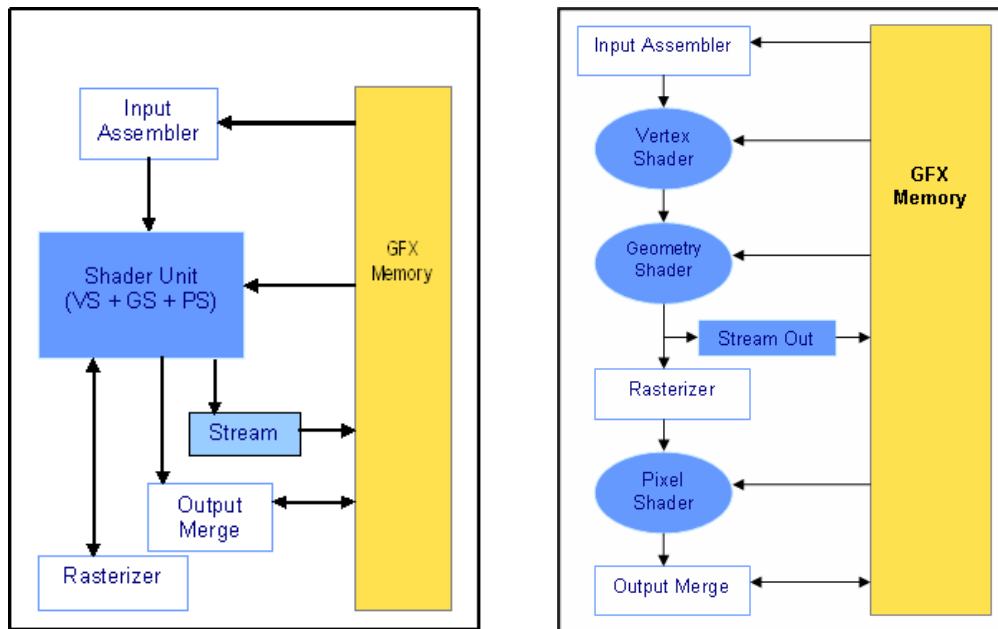 Input
Assembler
Shader Unit
(VS + GS + PS)
GFX
Memory
Stream
Output
Merge
Rasterizer
Input Assembler
Vertex
Shader
GFX
Memory
Geometry
Shader
Stream Out
Rasterizer
Pixel
Shader
Output Merge